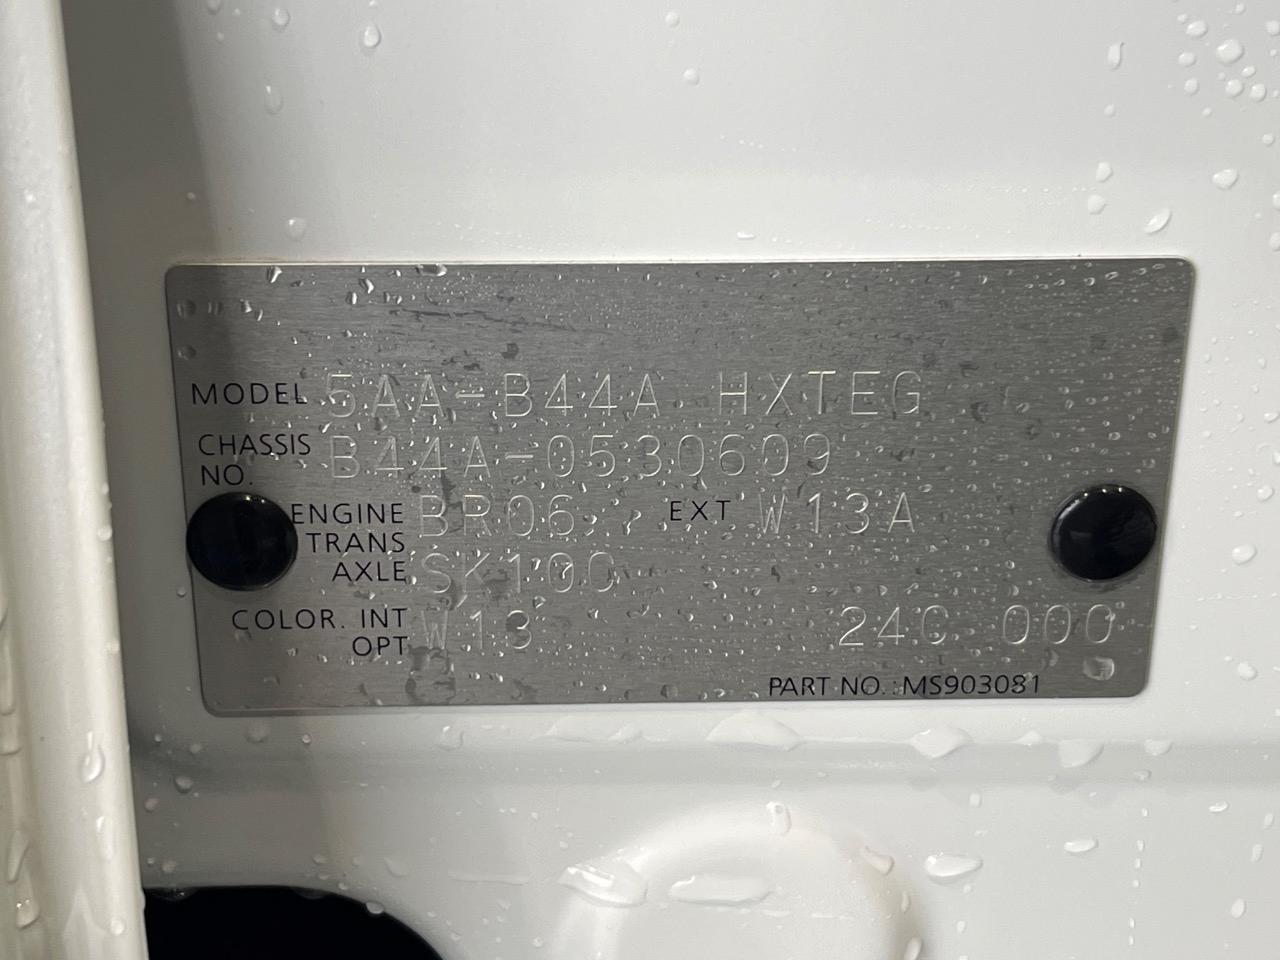 MODEL 5AA-B44A HXTEG
CHASSIS NO. B44A-0530609
ENGINE BR06 EXT W13A
TRANS AXLE SK100
COLOR. INT OPT W13 24C 000
PART NO. : MS903081